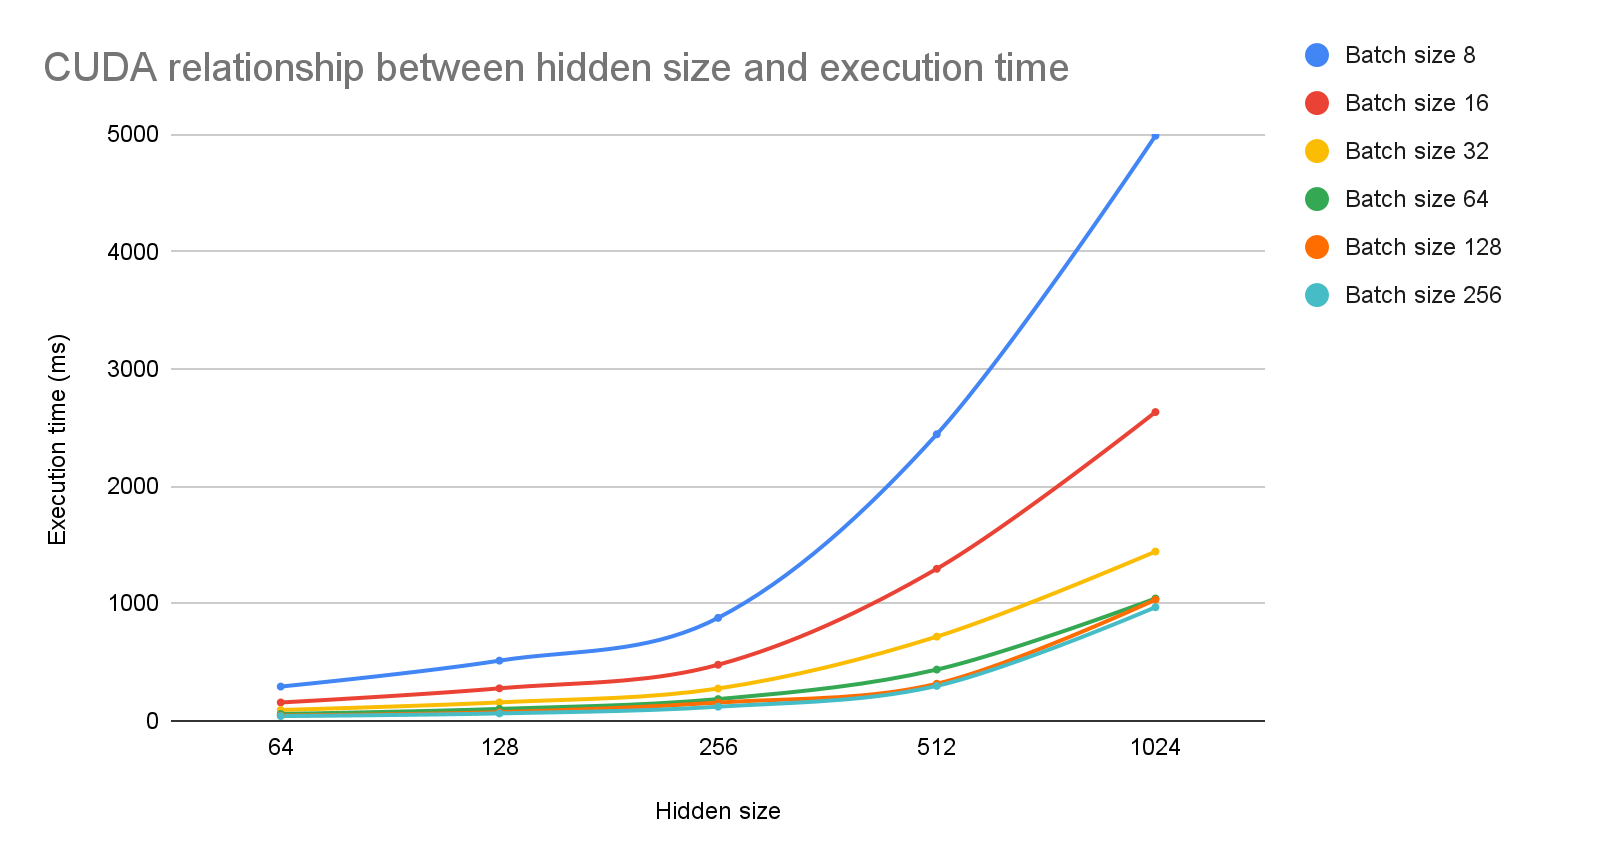 CUDA relationship between hidden size and execution time
Batch size 8
Batch size 16
Batch size 32
Batch size 64
Batch size 128
Batch size 256
Execution time (ms)
5000
4000
3000
2000
1000
0
64 128 256 512 1024
Hidden size